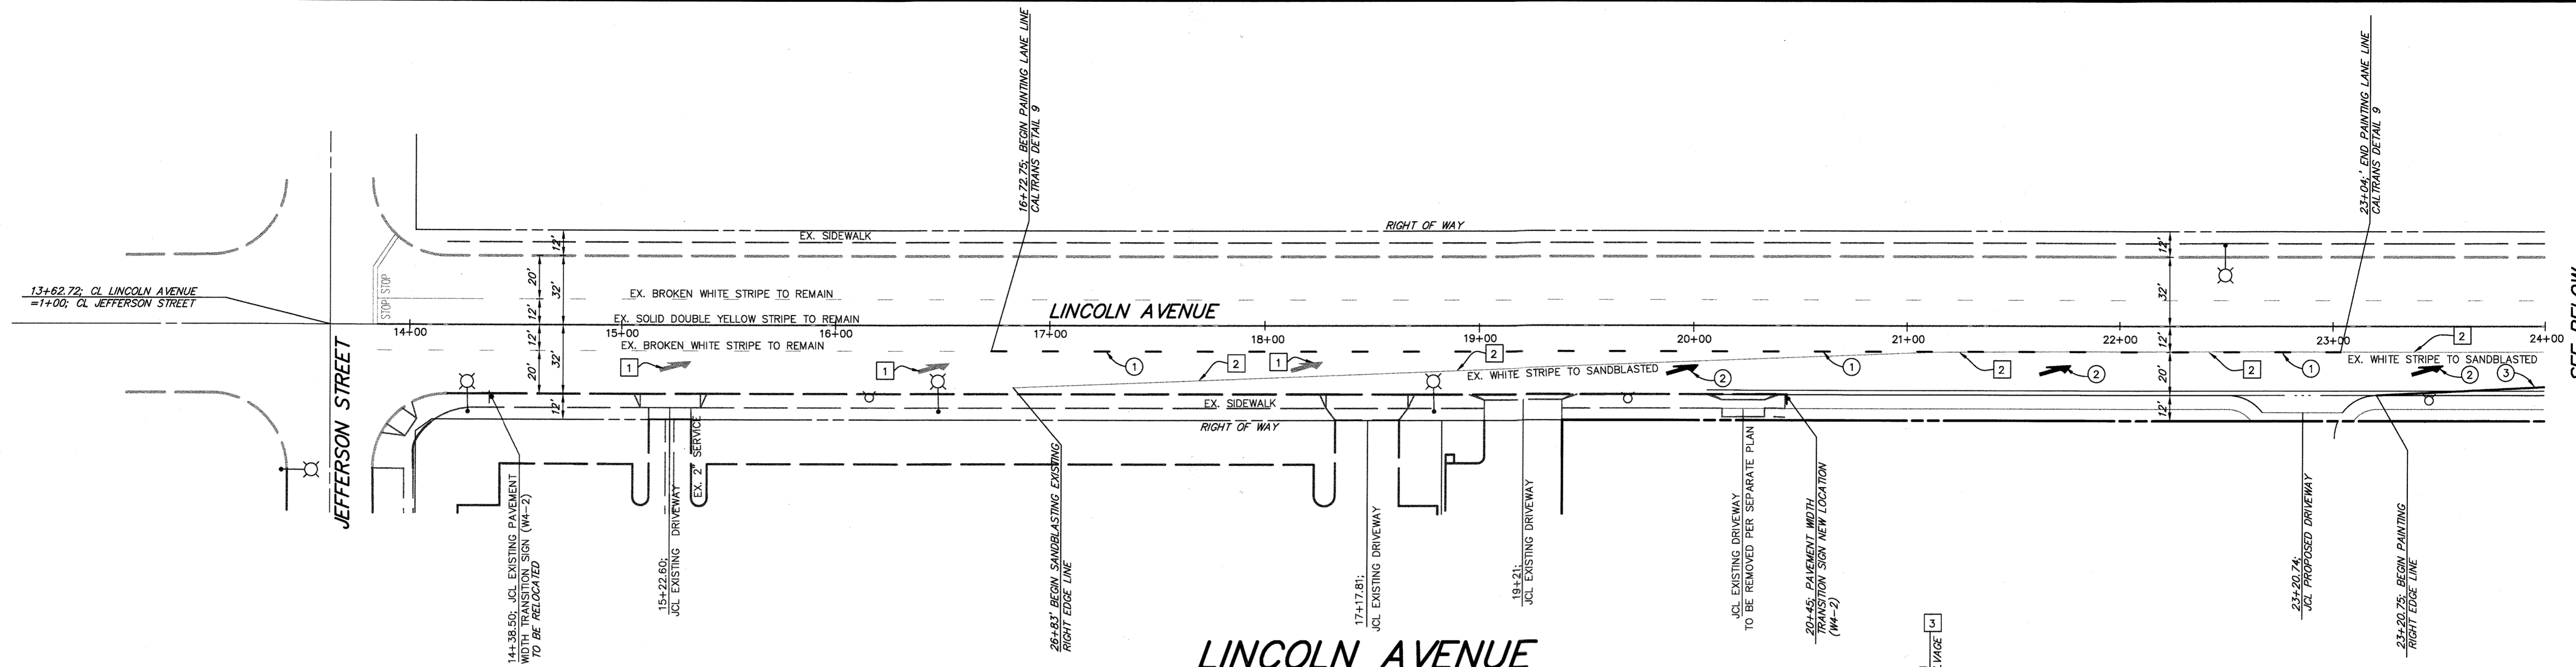 16+72.75; BEGIN PAINTING LANE LINE
CALTRANS DETAIL 9
23+04;' END PAINTING LANE LINE
CALTRANS DETAIL 9
RIGHT OF WAY
EX. SIDEWALK
12'
12'
20'
32'
32'
STOP
STOP
13+62.72; CL LINCOLN AVENUE
=1+00; CL JEFFERSON STREET
EX. BROKEN WHITE STRIPE TO REMAIN
12'
LINCOLN AVENUE
EX. SOLID DOUBLE YELLOW STRIPE TO REMAIN
14+00
15+00
16+00
17+00
18+00
19+00
20+00
21+00
22+00
23+00
24+00
SEE BELOW
12'
EX. BROKEN WHITE STRIPE TO REMAIN
12'
2
2
1
1
1
2
1
2
2
1
EX. WHITE STRIPE TO SANDBLASTED
20'
32'
20'
EX. WHITE STRIPE TO SANDBLASTED
2
2
2
3
12'
EX. SIDEWALK
12'
RIGHT OF WAY
JEFFERSON STREET
14+38.50; JCL EXISTING PAVEMENT
WIDTH TRANSITION SIGN (W4-2)
TO BE RELOCATED
15+22.60;
JCL EXISTING DRIVEWAY
EX. 2" SERVICE
26+83' BEGIN SANDBLASTING EXISTING
RIGHT EDGE LINE
17+17.81;
JCL EXISTING DRIVEWAY
19+21;
JCL EXISTING DRIVEWAY
JCL EXISTING DRIVEWAY
TO BE REMOVED PER SEPARATE PLAN
20+45; PAVEMENT WIDTH
TRANSITION SIGN NEW LOCATION
(W4-2)
23+20.74;
JCL PROPOSED DRIVEWAY
23+20.75; BEGIN PAINTING
RIGHT EDGE LINE
3
LINCOLN AVENUE